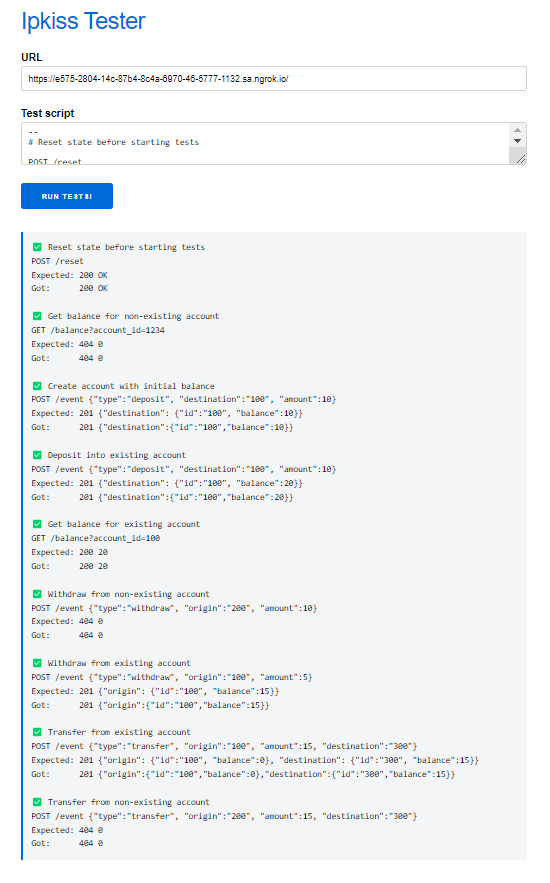 Ipkiss Tester
URL
https://e575-2804-14c-87b4-8c4a-6970-46-5777-1132.sa.ngrok.io/
Test script
--
# Reset state before starting tests
POST /reset
RUN TESTS!
✅ Reset state before starting tests
POST /reset
Expected: 200 OK
Got:      200 OK
✅ Get balance for non-existing account
GET /balance?account_id=1234
Expected: 404 0
Got:      404 0
✅ Create account with initial balance
POST /event {"type":"deposit", "destination":"100", "amount":10}
Expected: 201 {"destination": {"id":"100", "balance":10}}
Got:      201 {"destination":{"id":"100","balance":10}}
✅ Deposit into existing account
POST /event {"type":"deposit", "destination":"100", "amount":10}
Expected: 201 {"destination": {"id":"100", "balance":20}}
Got:      201 {"destination":{"id":"100","balance":20}}
✅ Get balance for existing account
GET /balance?account_id=100
Expected: 200 20
Got:      200 20
✅ Withdraw from non-existing account
POST /event {"type":"withdraw", "origin":"200", "amount":10}
Expected: 404 0
Got:      404 0
✅ Withdraw from existing account
POST /event {"type":"withdraw", "origin":"100", "amount":5}
Expected: 201 {"origin": {"id":"100", "balance":15}}
Got:      201 {"origin":{"id":"100","balance":15}}
✅ Transfer from existing account
POST /event {"type":"transfer", "origin":"100", "amount":15, "destination":"300"}
Expected: 201 {"origin": {"id":"100", "balance":0}, "destination": {"id":"300", "balance":15}}
Got:      201 {"origin":{"id":"100","balance":0},"destination":{"id":"300","balance":15}}
✅ Transfer from non-existing account
POST /event {"type":"transfer", "origin":"200", "amount":15, "destination":"300"}
Expected: 404 0
Got:      404 0